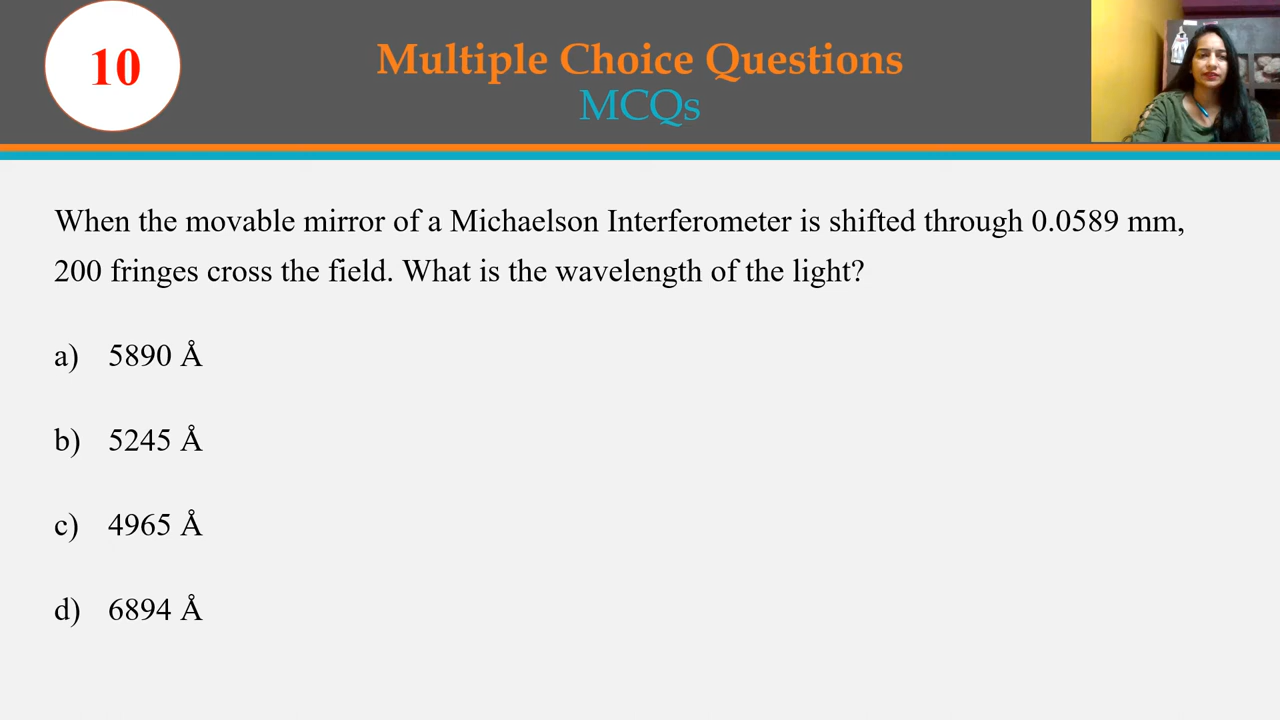 10
Multiple Choice Questions
MCQs
When the movable mirror of a Michaelson Interferometer is shifted through 0.0589 mm,
200 fringes cross the field. What is the wavelength of the light?
a) 5890 Å
b) 5245 Å
c) 4965 Å
d) 6894 Å